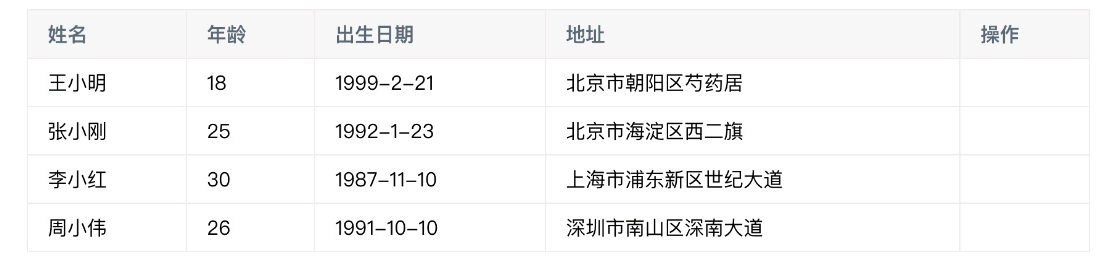 姓名 年龄 出生日期 地址 操作
王小明 18 1999-2-21 北京市朝阳区芍药居
张小刚 25 1992-1-23 北京市海淀区西二旗
李小红 30 1987-11-10 上海市浦东新区世纪大道
周小伟 26 1991-10-10 深圳市南山区深南大道